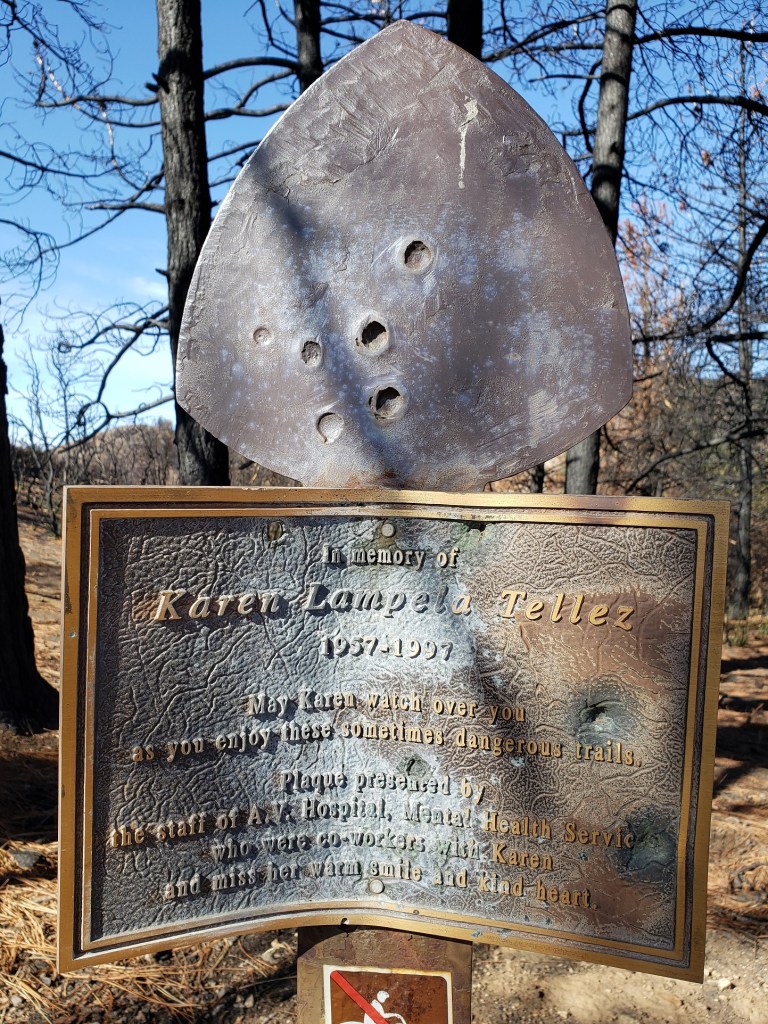 In memory of
Karen Lampela Tellez
1957-1997
May Karen watch over you
as you enjoy these sometimes dangerous trails.
Plaque presented by
the staff of A.V. Hospital, Mental Health Services
who were co-workers with Karen
and miss her warm smile and kind heart.